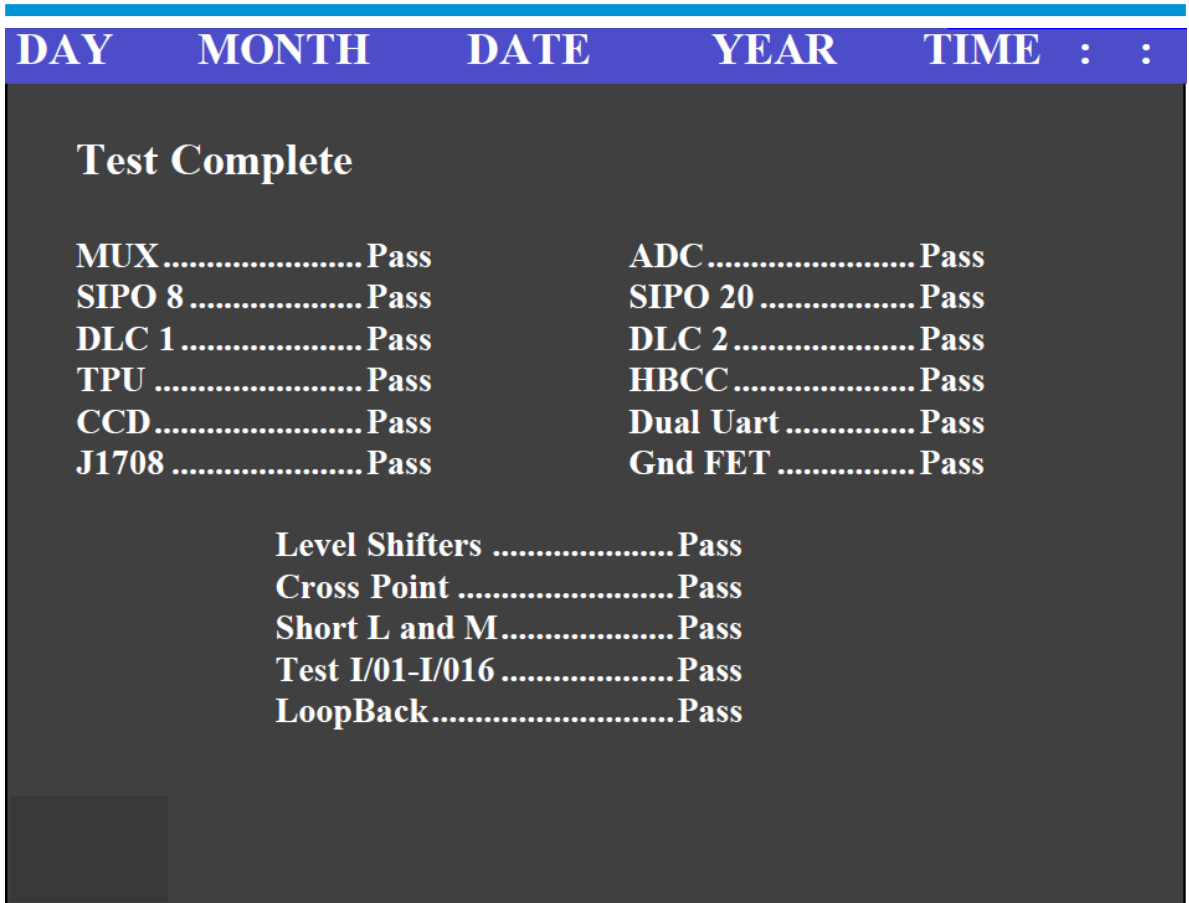 DAY MONTH DATE YEAR TIME : :
Test Complete
MUX.......................Pass ADC........................Pass
SIPO 8....................Pass SIPO 20..................Pass
DLC 1.....................Pass DLC 2.....................Pass
TPU ........................Pass HBCC.....................Pass
CCD........................Pass Dual Uart ...............Pass
J1708 ......................Pass Gnd FET ................Pass
Level Shifters .....................Pass
Cross Point .........................Pass
Short L and M....................Pass
Test I/01-I/016 ....................Pass
LoopBack............................Pass